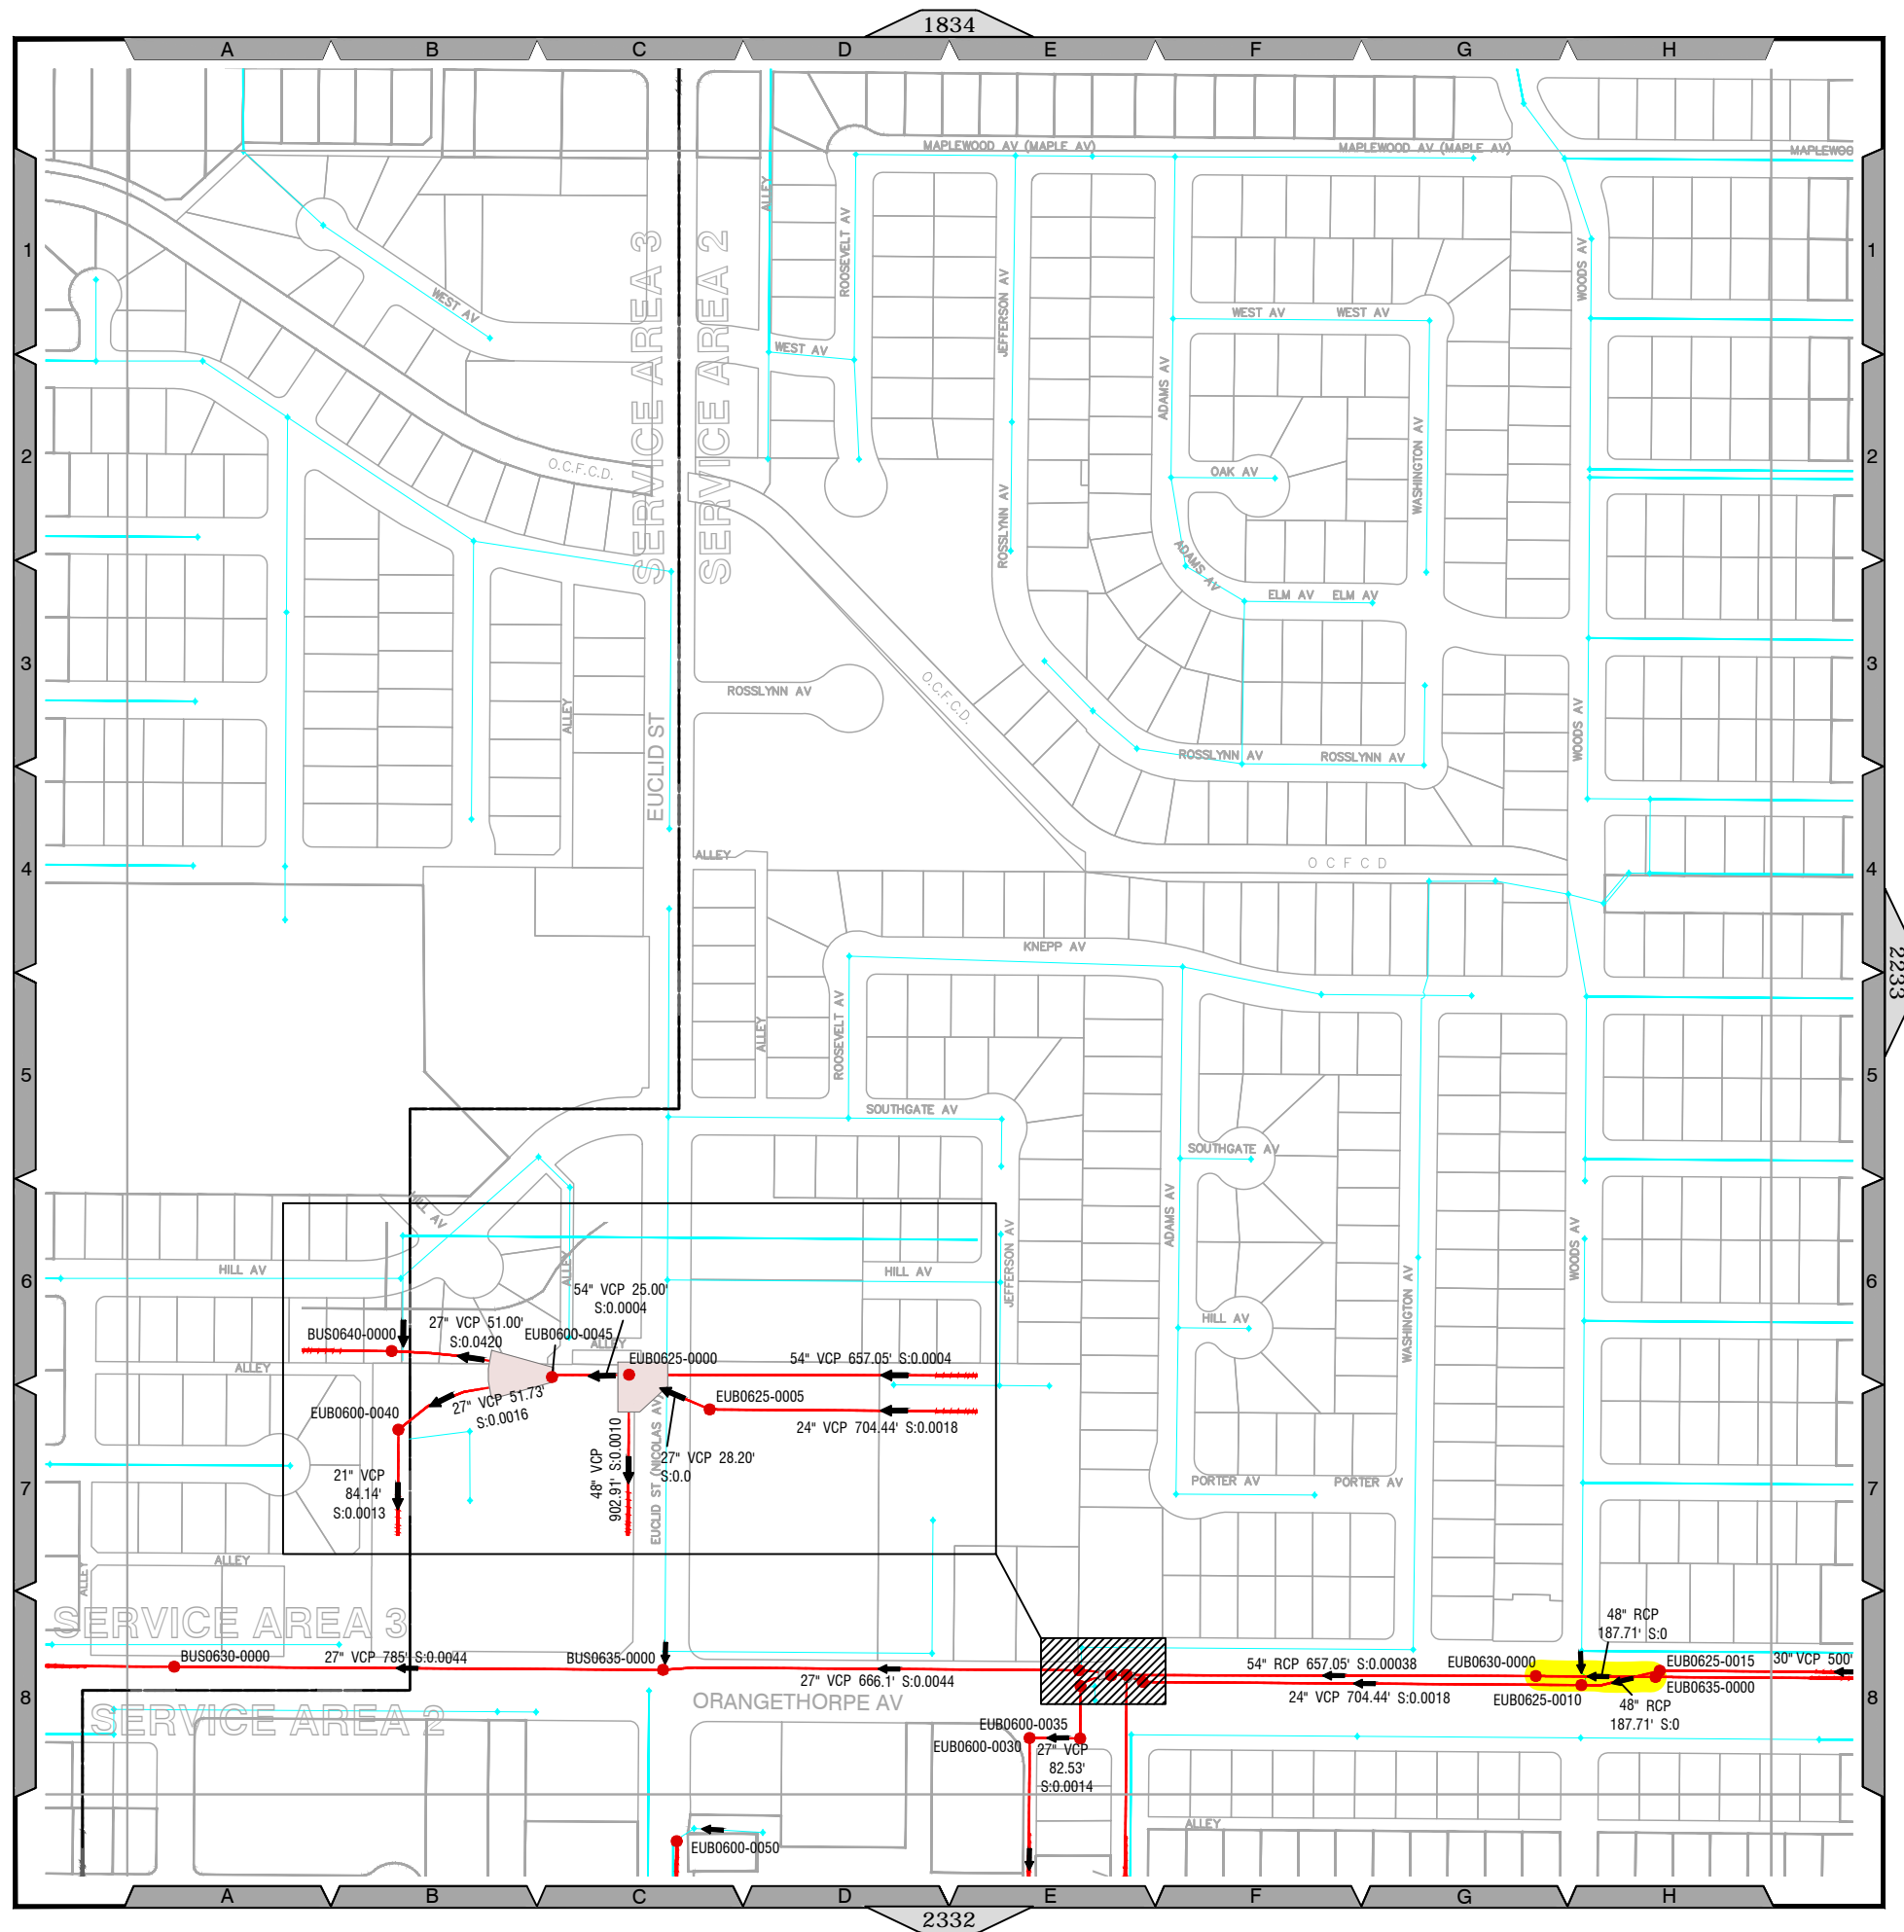 1834
A B C D E F G H
MAPLEWOOD AV (MAPLE AV) MAPLEWOOD AV (MAPLE AV) MAPLEWOO
ALLEY
ROOSEVELT AV
1 1
SERVICE AREA 3
SERVICE AREA 2
JEFFERSON AV
WOODS AV
WEST AV
WEST AV WEST AV
WEST AV
ADAMS AV
2 2
O.C.F.C.D.
OAK AV
WASHINGTON AV
ROSSLYNN AV
ADAMS AV
ELM AV ELM AV
3 3
ROSSLYNN AV
O.C.F.C.D.
ALLEY
WOODS AV
EUCLID ST
ROSSLYNN AV ROSSLYNN AV
ALLEY
O C F C D
4 4
KNEPP AV
2233
ALLEY
ROOSEVELT AV
5 5
SOUTHGATE AV
SOUTHGATE AV
HILL AV
ADAMS AV
WOODS AV
JEFFERSON AV
HILL AV
ALLEY
HILL AV
6 6
WASHINGTON AV
54" VCP 25.00'
S:0.0004
HILL AV
BUS0640-0000
27" VCP 51.00'
S:0.0420
EUB0600-0045
ALLEY
ALLEY
EUB0625-0000
54" VCP 657.05' S:0.0004
EUB0625-0005
EUB0600-0040
27" VCP 51.73'
S:0.0016
24" VCP 704.44' S:0.0018
27" VCP 28.20'
S:0.0
48" VCP
902.91' S:0.0010
EUCLID ST (NICOLAS AV)
21" VCP
84.14'
S:0.0013
7 7
PORTER AV PORTER AV
ALLEY
ALLEY
SERVICE AREA 3
48" RCP
187.71' S:0
BUS0630-0000
27" VCP 785' S:0.0044
BUS0635-0000
27" VCP 666.1' S:0.0044
54" RCP 657.05' S:0.00038
EUB0630-0000
EUB0625-0015
30" VCP 500'
24" VCP 704.44' S:0.0018
EUB0625-0010
EUB0635-0000
8 8
48" RCP
187.71' S:0
ORANGETHORPE AV
SERVICE AREA 2
EUB0600-0035
EUB0600-0030
27" VCP
82.53'
S:0.0014
ALLEY
EUB0600-0050
A B C D E F G H
2332